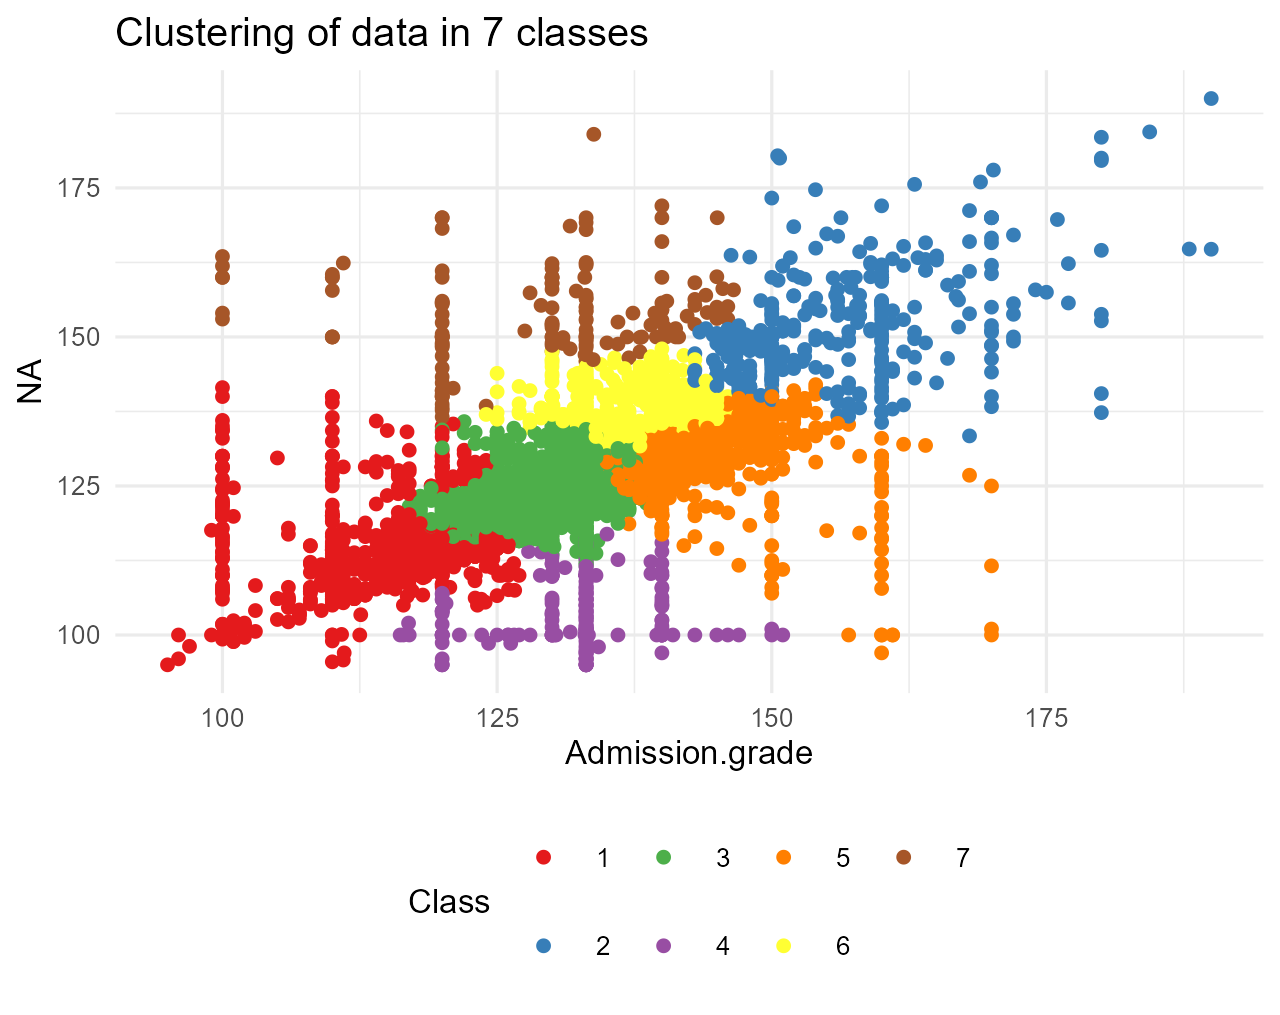 Clustering of data in 7 classes
NA
175
150
125
100
100 125 150 175
Admission.grade
Class
1 3 5 7
2 4 6